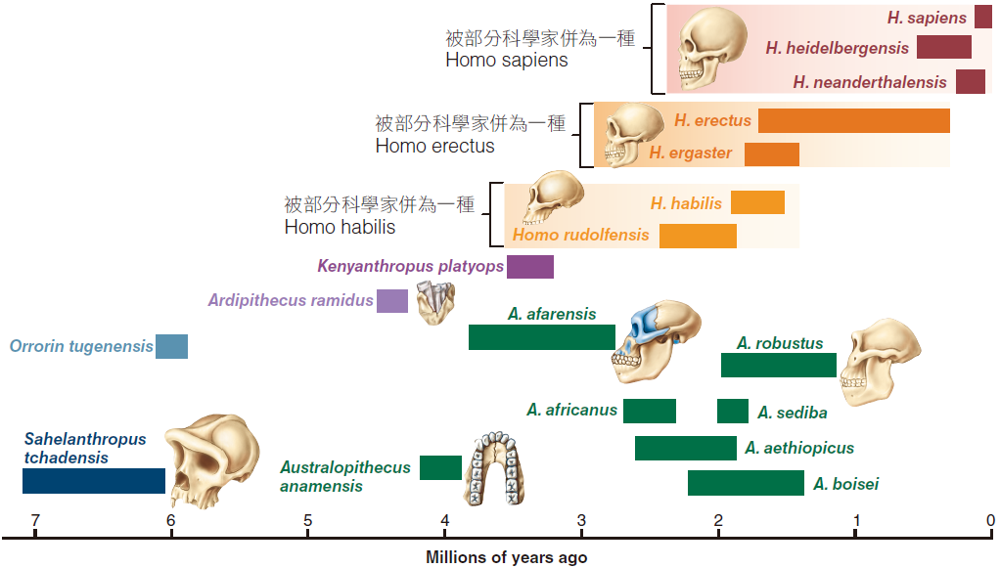 H. sapiens
被部分科學家併為一種
Homo sapiens
H. heidelbergensis
H. neanderthalensis
被部分科學家併為一種
Homo erectus
H. erectus
H. ergaster
被部分科學家併為一種
Homo habilis
H. habilis
Homo rudolfensis
Kenyanthropus platyops
Ardipithecus ramidus
A. afarensis
Orrorin tugenensis
A. robustus
A. africanus
A. sediba
Sahelanthropus
tchadensis
A. aethiopicus
Australopithecus
anamensis
A. boisei
7 6 5 4 3 2 1 0
Millions of years ago